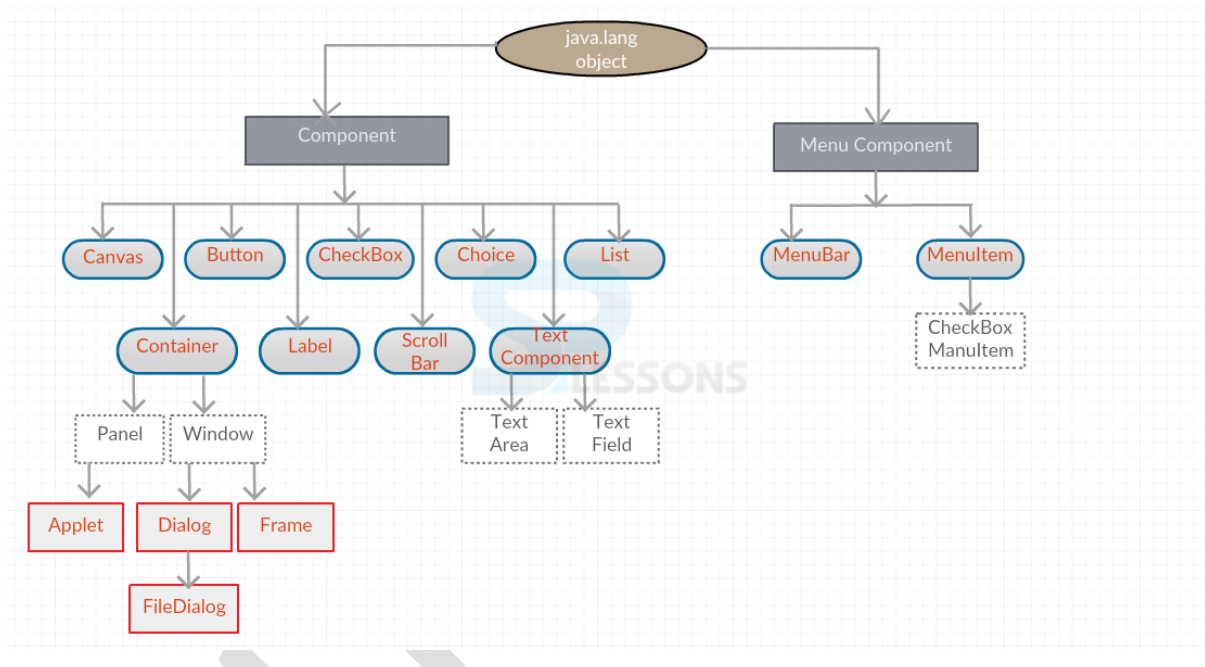 java.lang
object
Component
Menu Component
Canvas
Button
CheckBox
Choice
List
MenuBar
MenuItem
Container
Label
Scroll
Bar
Text
Component
CheckBox
ManuItem
LESSONS
Panel
Window
Text
Area
Text
Field
Applet
Dialog
Frame
FileDialog